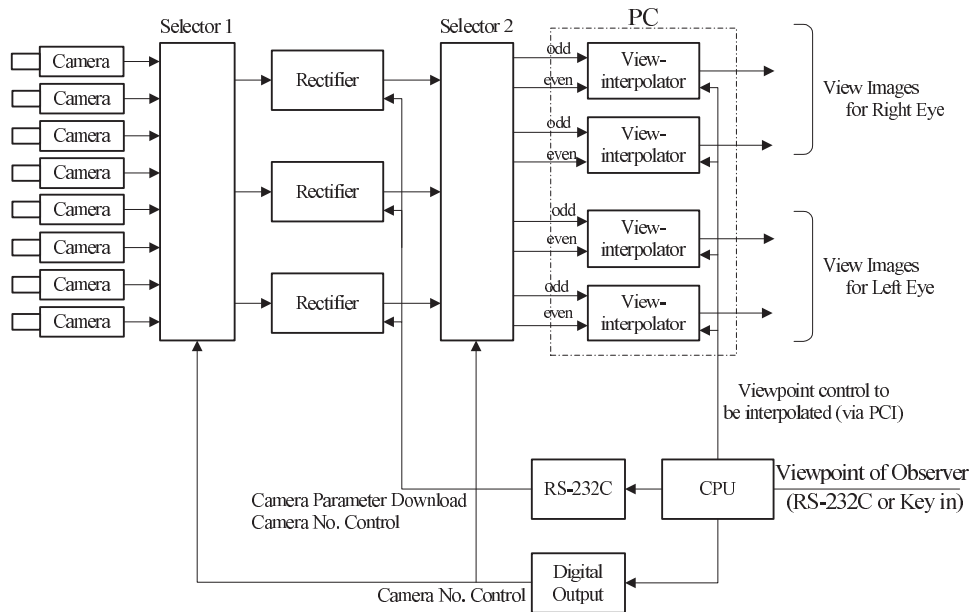 Selector 1
Selector 2
PC
Camera
Camera
Camera
Camera
Camera
Camera
Camera
Camera
Rectifier
Rectifier
Rectifier
odd
even
View-
interpolator
odd
even
View-
interpolator
odd
even
View-
interpolator
odd
even
View-
interpolator
View Images
for Right Eye
View Images
for Left Eye
Viewpoint control to
be interpolated (via PCI)
RS-232C
CPU
Viewpoint of Observer
(RS-232C or Key in)
Camera Parameter Download
Camera No. Control
Camera No. Control
Digital
Output